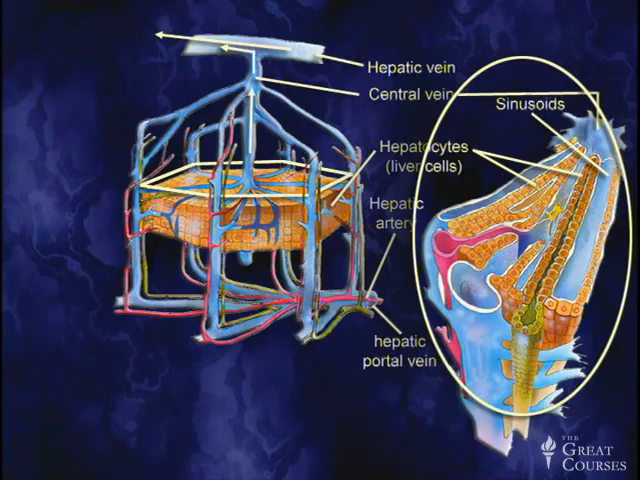 Hepatic vein
Central vein
Sinusoids
Hepatocytes
(liver cells)
Hepatic
artery
hepatic
portal vein
THE
GREAT
COURSES